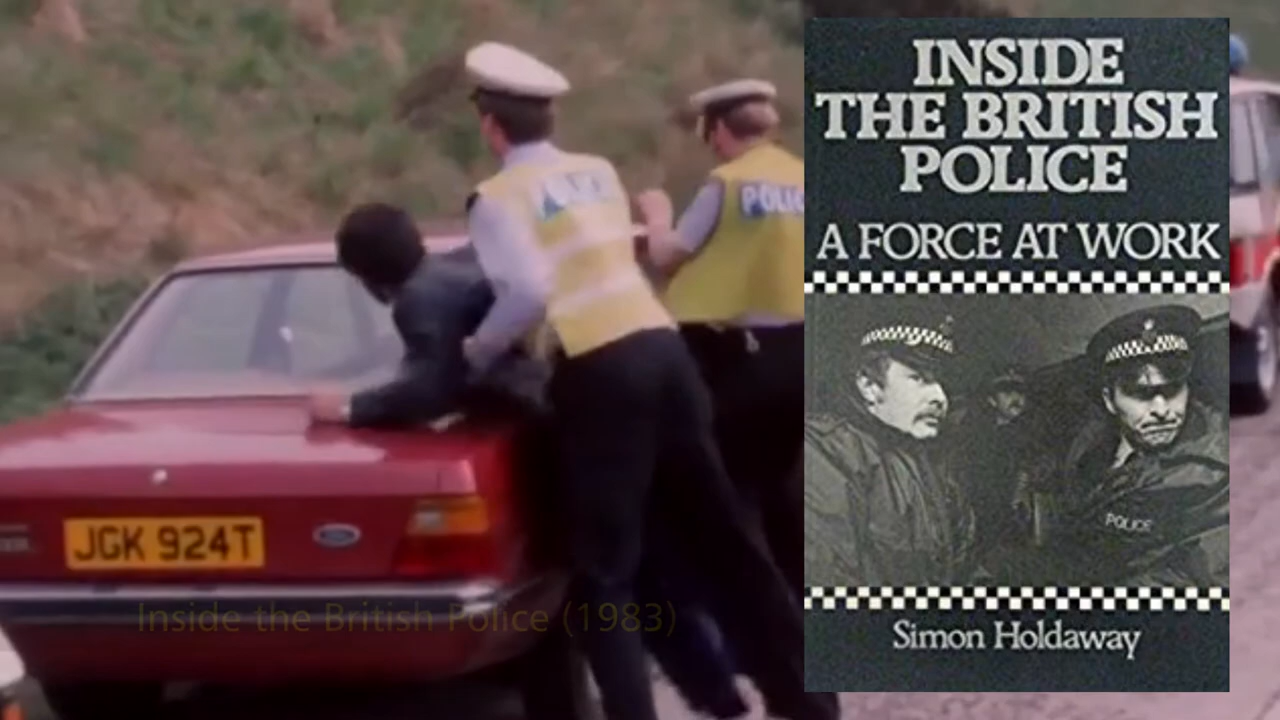 POLICE
INSIDE
THE BRITISH
POLICE
A FORCE AT WORK
POLICE
Simon Holdaway
JGK 924T
Inside the British Police (1983)